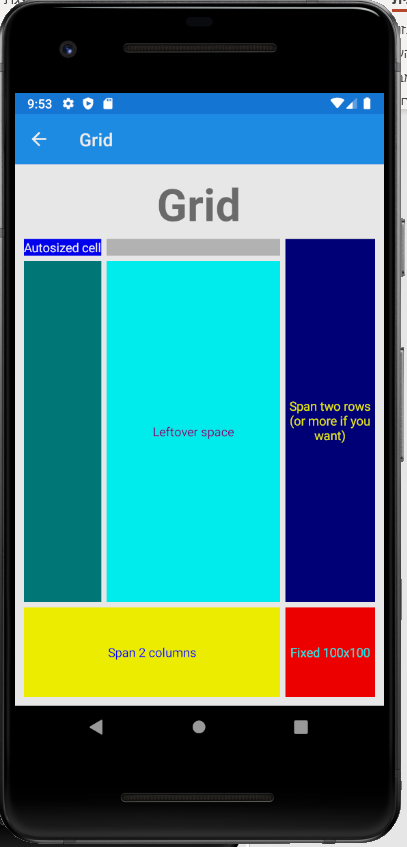 9:53
Grid
Grid
Autosized cell
Leftover space
Span two rows
(or more if you
want)
Span 2 columns
Fixed 100x100